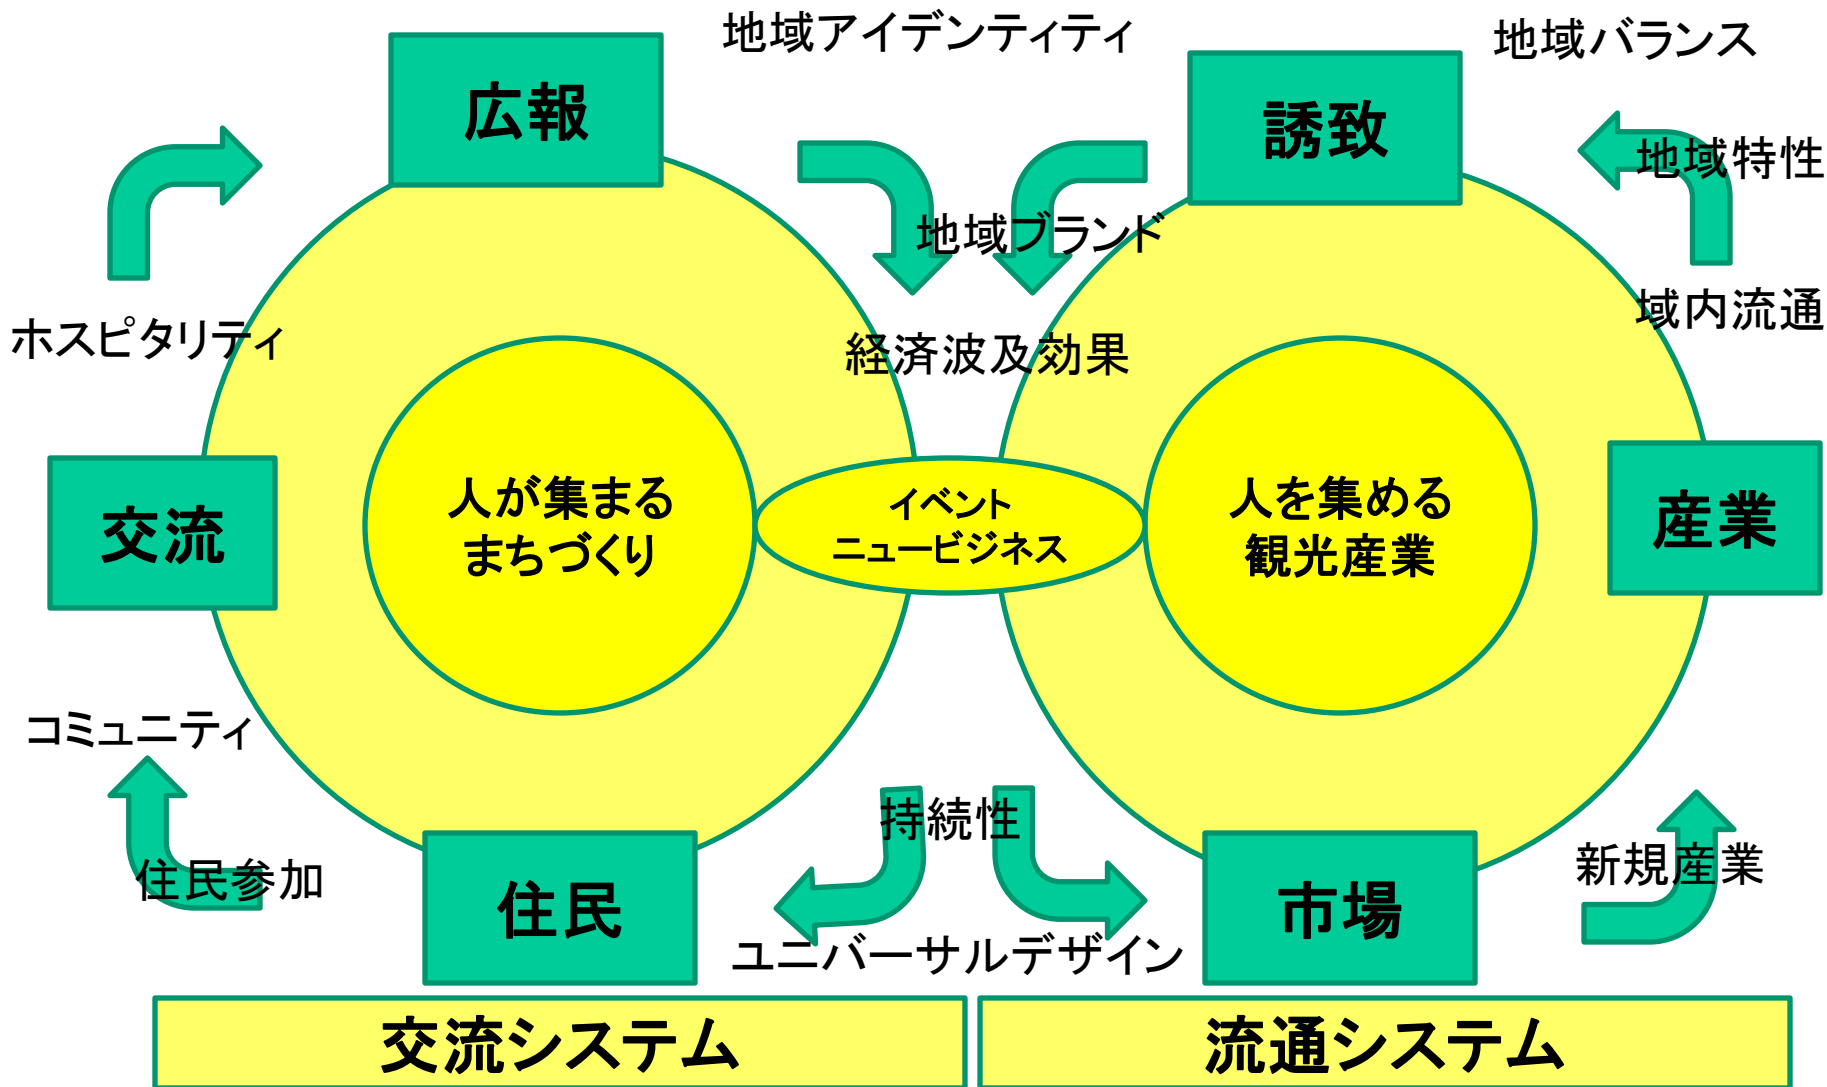 地域アイデンティティ
地域バランス
広報
誘致
地域特性
地域ブランド
域内流通
ホスピタリティ
経済波及効果
人が集まる
まちづくり
イベント
ニュービジネス
人を集める
観光産業
交流
産業
コミュニティ
持続性
住民参加
新規産業
住民
市場
ユニバーサルデザイン
交流システム
流通システム